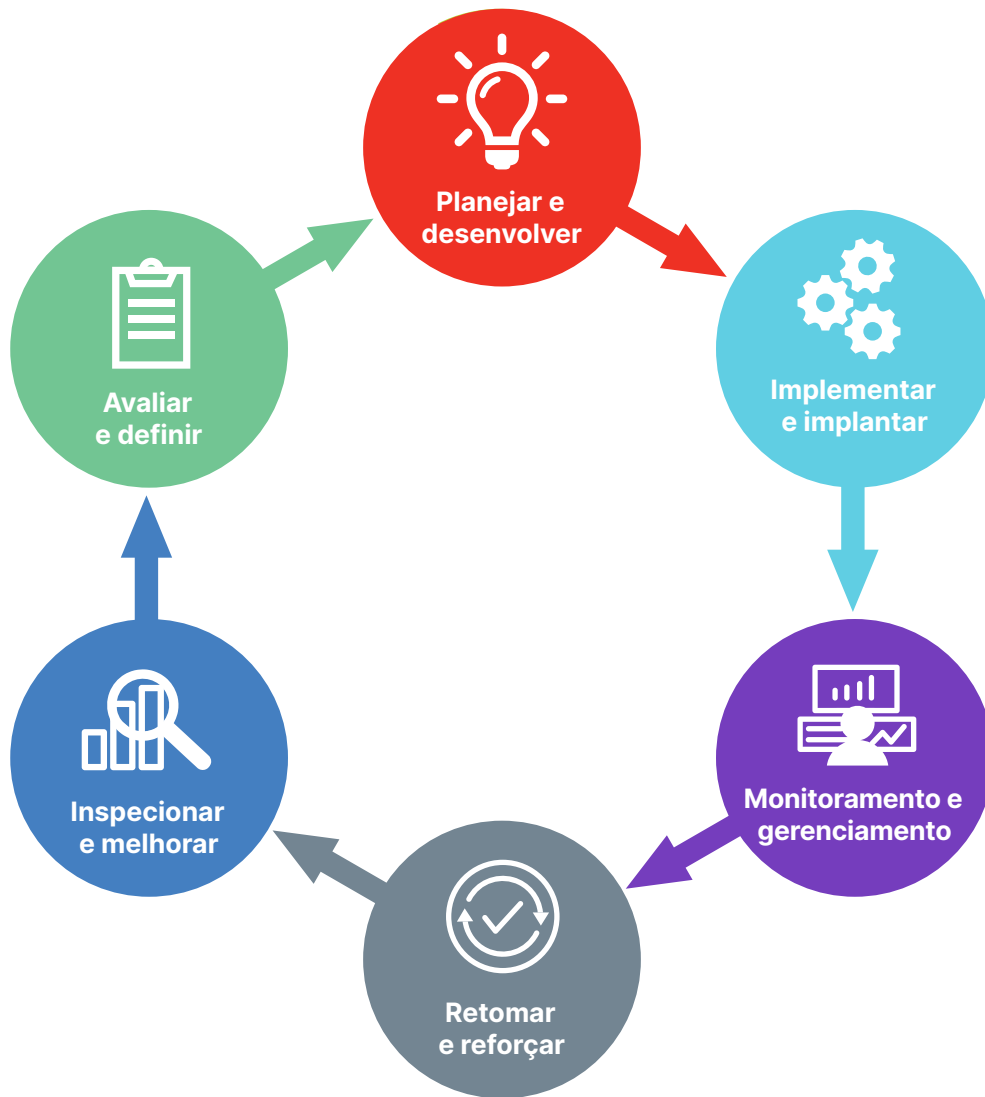 Planejar e
desenvolver
Implementar
e implantar
Monitoramento e
gerenciamento
Retomar
e reforçar
Inspecionar
e melhorar
Avaliar
e definir